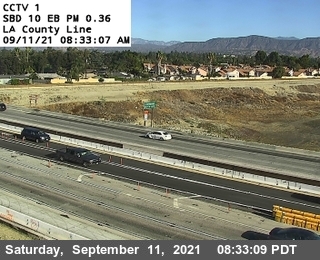 CCTV 1
SBD 10 EB PM 0.36
LA County Line
09/11/21 08:33:07 AM
Saturday, September 11, 2021 08:33:09 PDT